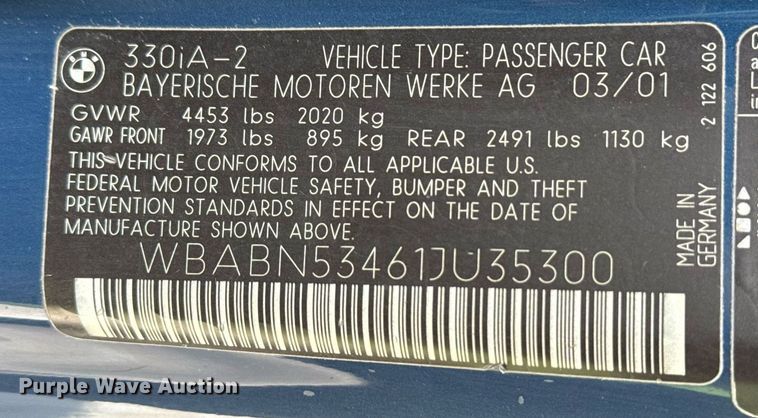 BMW
330iA-2 VEHICLE TYPE: PASSENGER CAR
BAYERISCHE MOTOREN WERKE AG 03/01
GVWR 4453 lbs 2020 kg
GAWR FRONT 1973 lbs 895 kg REAR 2491 lbs 1130 kg
THIS VEHICLE CONFORMS TO ALL APPLICABLE U.S.
FEDERAL MOTOR VEHICLE SAFETY, BUMPER AND THEFT
PREVENTION STANDARDS IN EFFECT ON THE DATE OF
MANUFACTURE SHOWN ABOVE.
WBABN53461JU35300
2 122 606
MADE IN
GERMANY
Purple Wave Auction